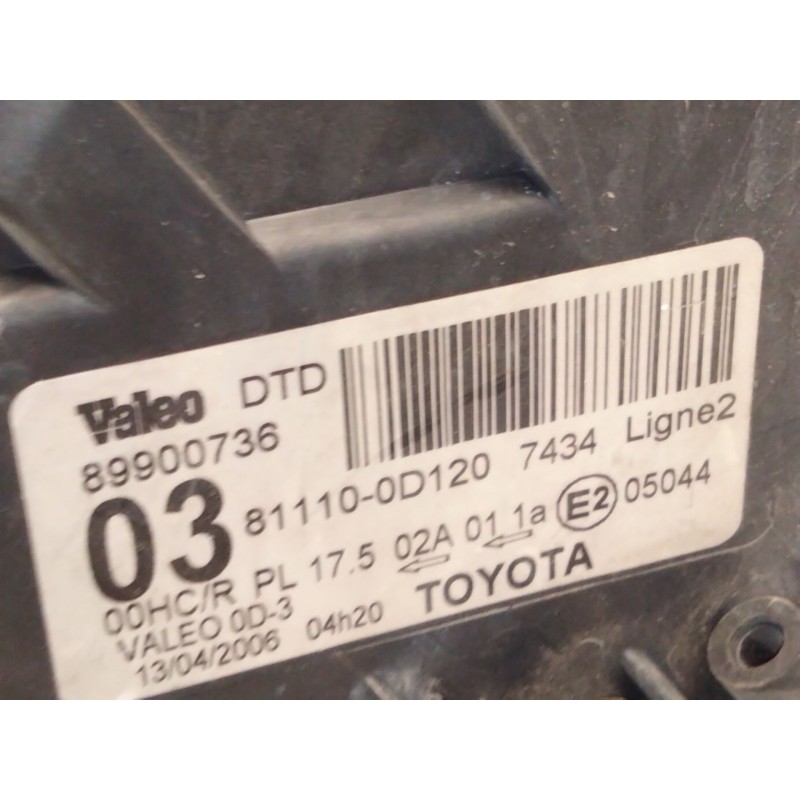 Valeo DTD
89900736
03 81110-0D120 7434 Ligne2
00HC/R PL 17.5 02A 01 1a E2 05044
VALEO 0D-3
13/04/2006 04h20 TOYOTA